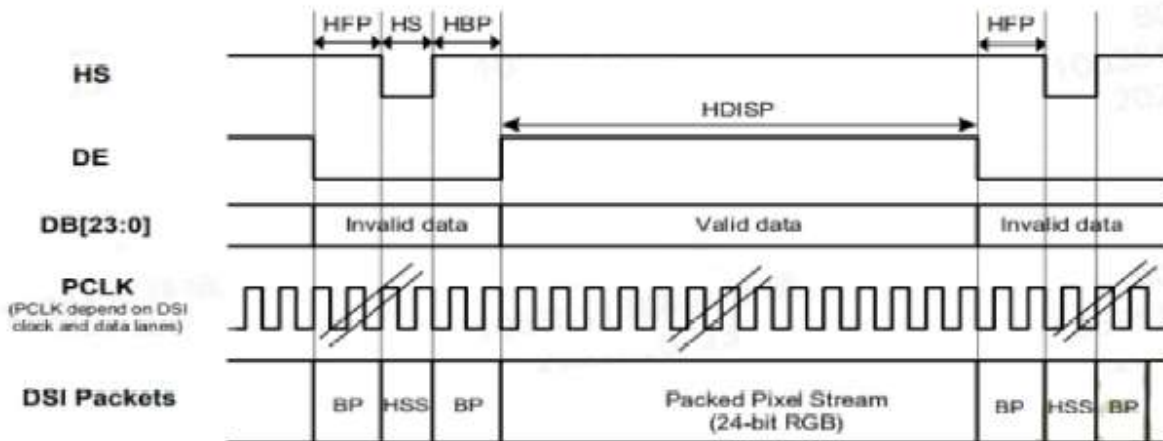 HFP HS HBP HFP
HS
HDISP
DE
DB[23:0] Invalid data Valid data Invalid data
PCLK
(PCLK depend on DSI
clock and data lanes)
DSI Packets BP HSS BP Packed Pixel Stream BP HSS BP
(24-bit RGB)